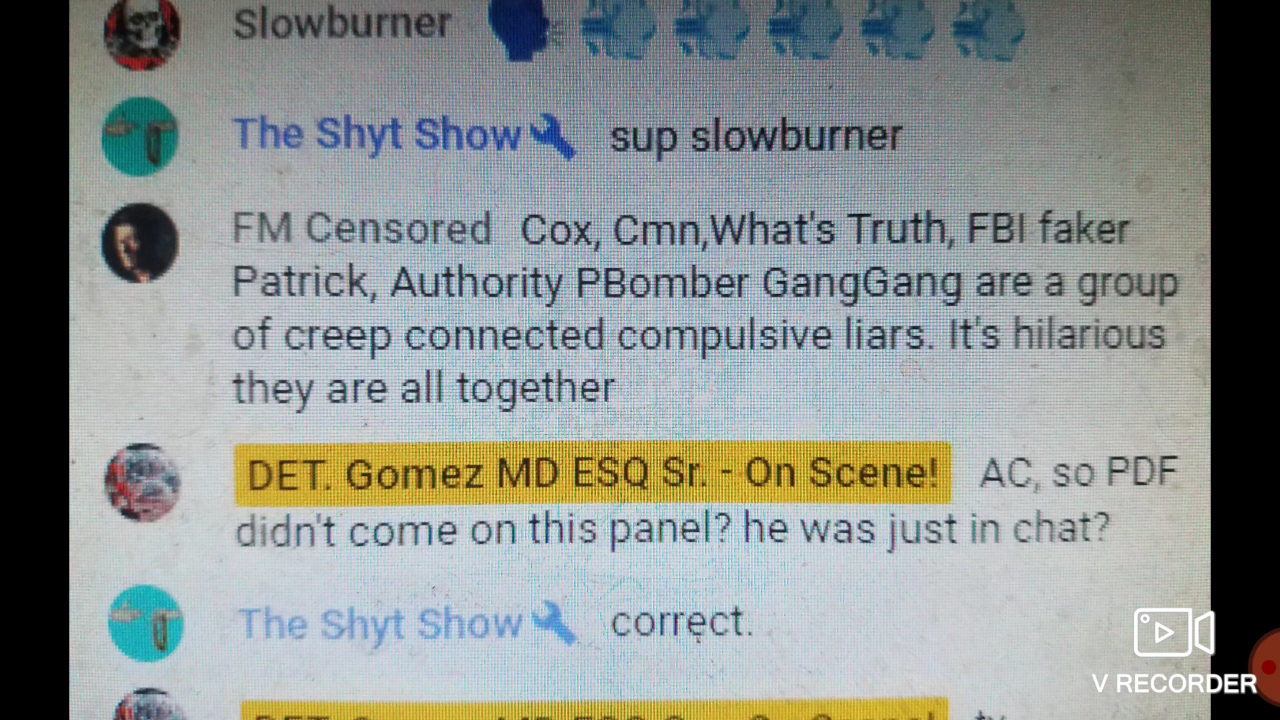 Slowburner
The Shyt Show sup slowburner
FM Censored Cox, Cmn,What's Truth, FBI faker
Patrick, Authority PBomber GangGang are a group
of creep connected compulsive liars. It's hilarious
they are all together
DET. Gomez MD ESQ Sr. - On Scene! AC, so PDF
didn't come on this panel? he was just in chat?
The Shyt Show correct.
V RECORDER